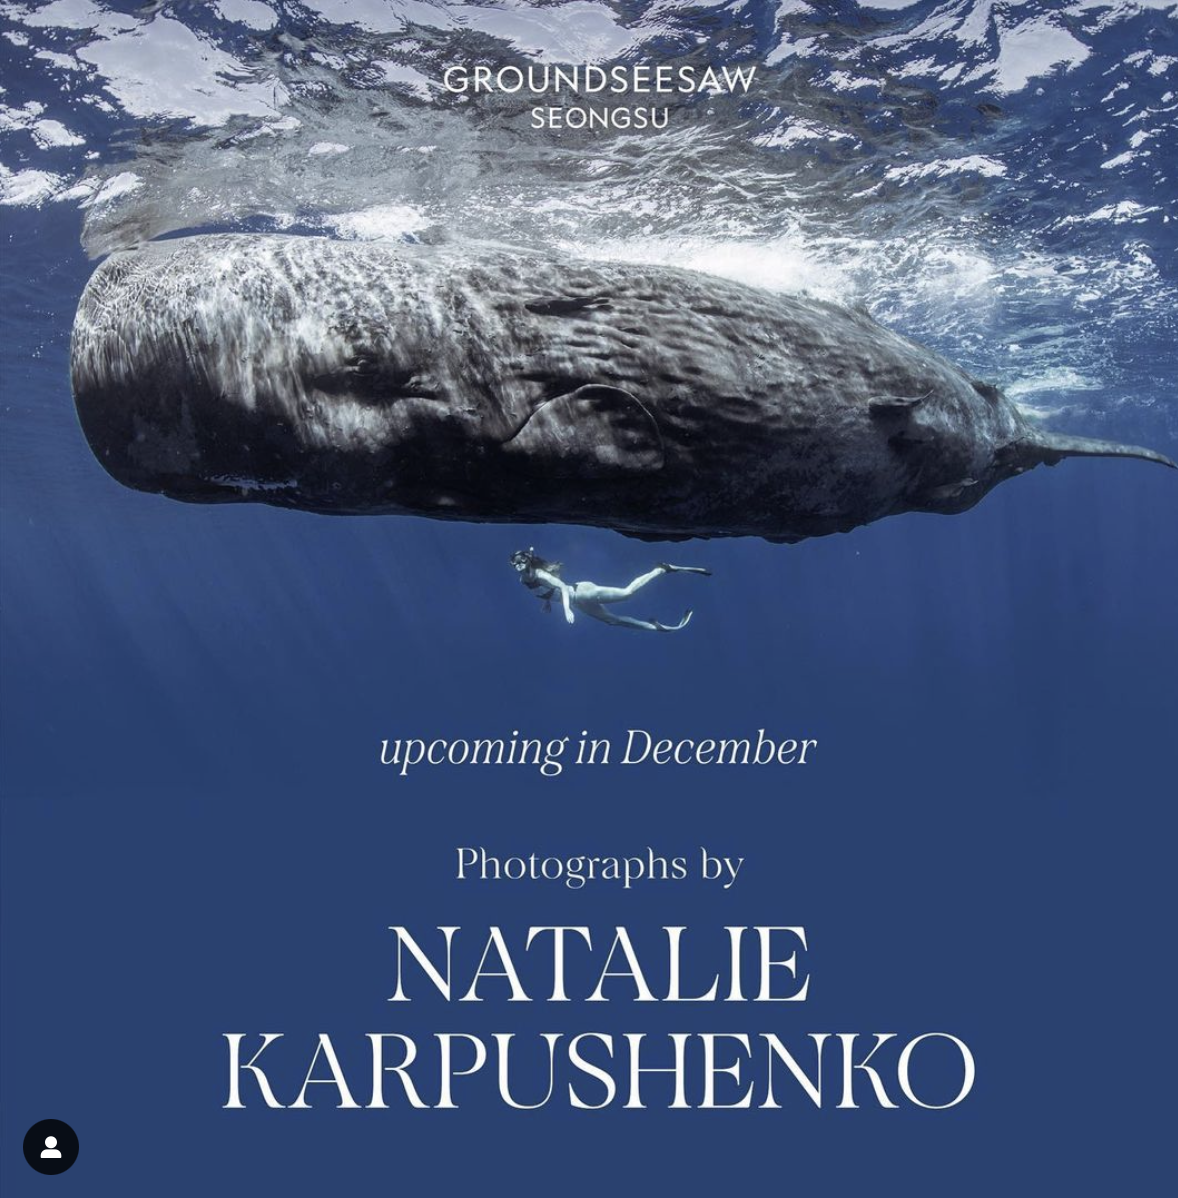 GROUNDSEESAW
SEONGSU
upcoming in December
Photographs by
NATALIE
KARPUSHENKO